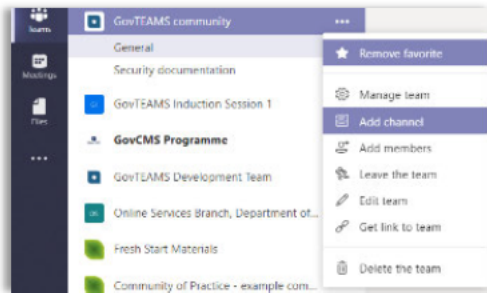 Teams
Meetings
Files
GovTEAMS community
General
Security documentation
GovTEAMS Induction Session 1
GovCMS Programme
GovTEAMS Development Team
Online Services Branch, Department of...
Fresh Start Materials
Community of Practice - example com...
Remove favorite
Manage team
Add channel
Add members
Leave the team
Edit team
Get link to team
Delete the team